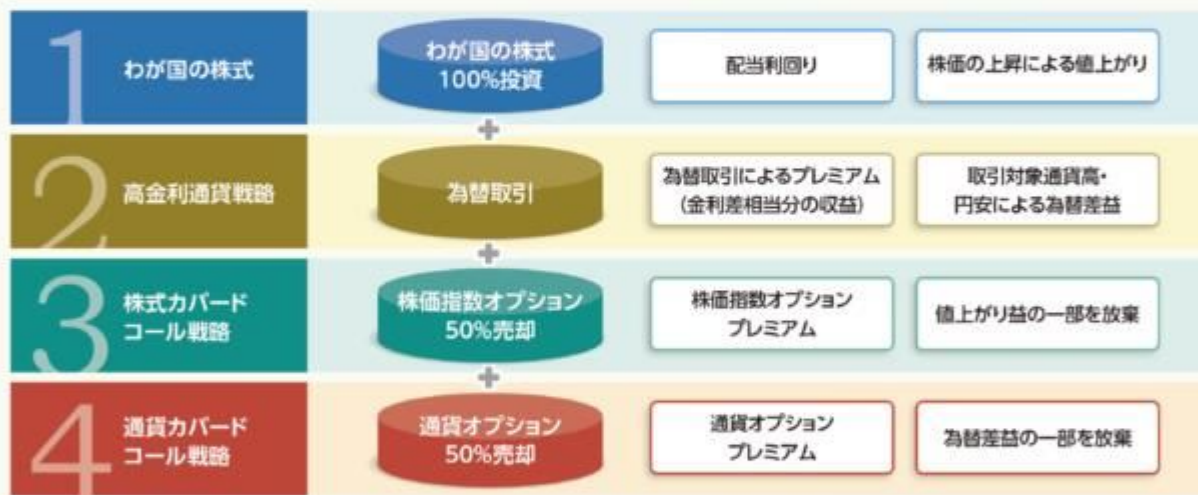 1
わが国の株式
わが国の株式
100%投資
配当利回り
株価の上昇による値上がり
+
2
高金利通貨戦略
為替取引
為替取引によるプレミアム
(金利差相当分の収益)
取引対象通貨高・
円安による為替差益
+
3
株式カバード
コール戦略
株価指数オプション
50%売却
株価指数オプション
プレミアム
値上がり益の一部を放棄
+
4
通貨カバード
コール戦略
通貨オプション
50%売却
通貨オプション
プレミアム
為替差益の一部を放棄